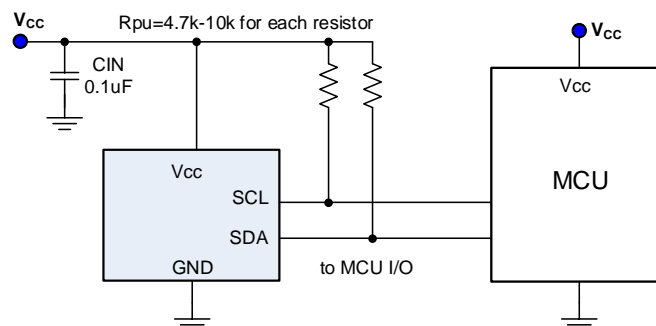 VCC
Rpu=4.7k-10k for each resistor
VCC
CIN
0.1uF
Vcc
Vcc
MCU
SCL
SDA
GND
to MCU I/O